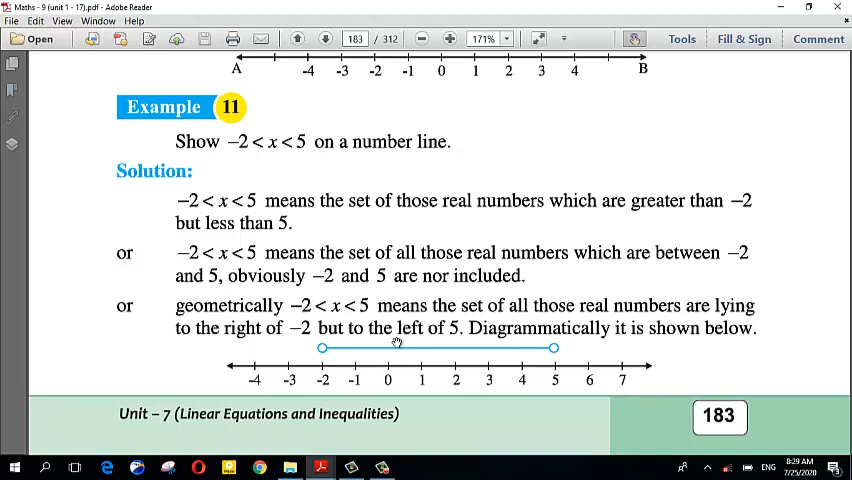 Maths - 9 (unit 1 - 17).pdf - Adobe Reader
File Edit View Window Help
Open 183 / 312 171% Tools Fill & Sign Comment
A -4 -3 -2 -1 0 1 2 3 4 B
Example 11
Show −2 < x < 5 on a number line.
Solution:
−2 < x < 5 means the set of those real numbers which are greater than −2
but less than 5.
or −2 < x < 5 means the set of all those real numbers which are between −2
and 5, obviously −2 and 5 are nor included.
or geometrically −2 < x < 5 means the set of all those real numbers are lying
to the right of −2 but to the left of 5. Diagrammatically it is shown below.
-4 -3 -2 -1 0 1 2 3 4 5 6 7
Unit – 7 (Linear Equations and Inequalities) 183
ENG 8:29 AM
7/25/2020